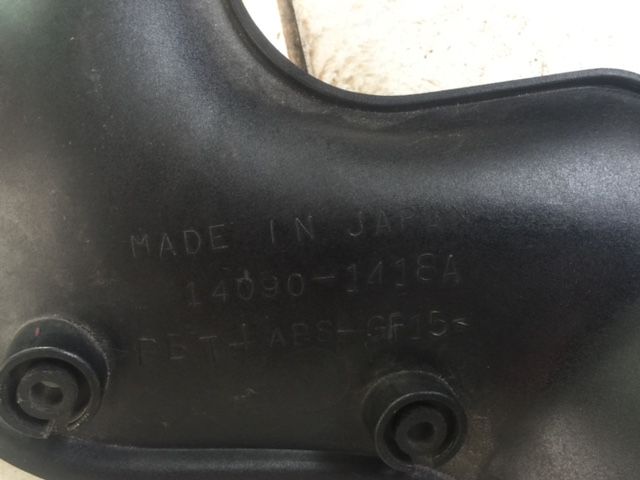 MADE IN JAPAN
14090-1418A
PBT+ABS-GF15<